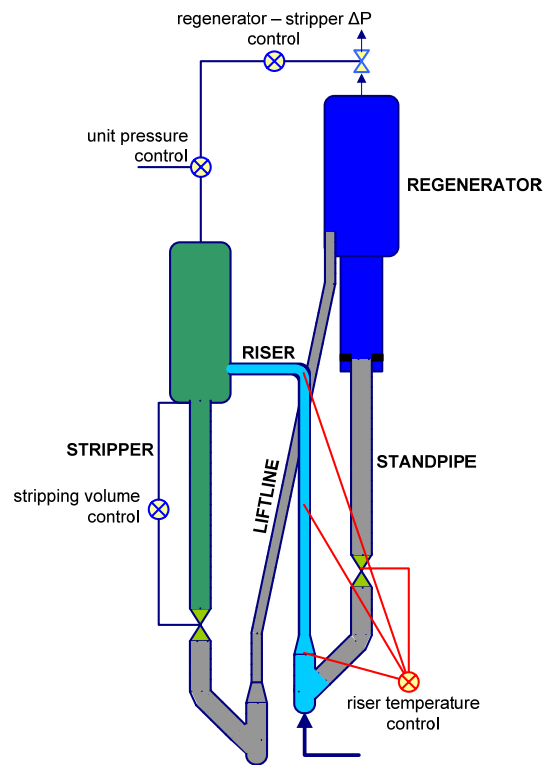 regenerator – stripper ΔP
control
unit pressure
control
REGENERATOR
RISER
STRIPPER
STANDPIPE
LIFTLINE
stripping volume
control
riser temperature
control